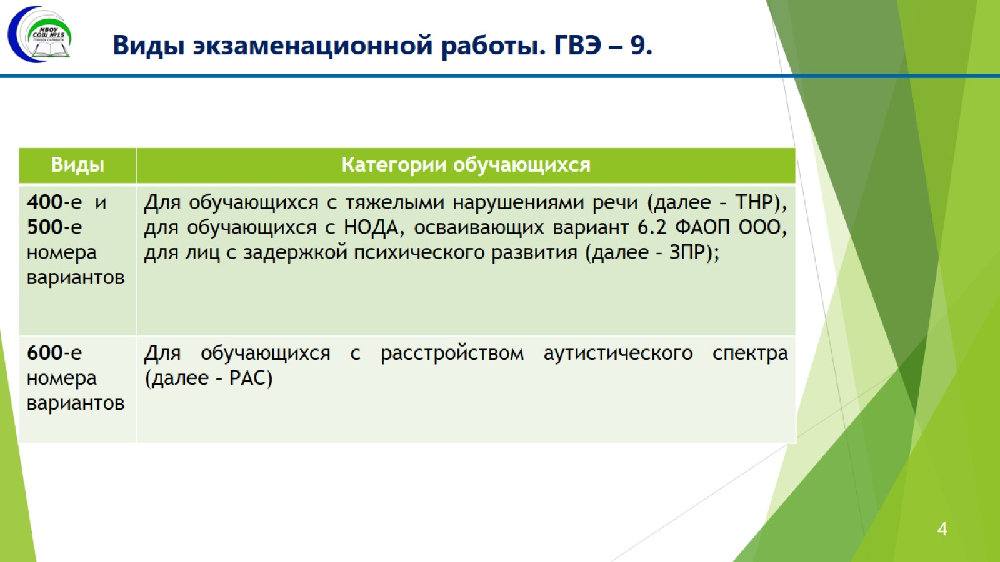 МБОУ
СОШ №15
ГОРОДА САЛАВАТА
Виды экзаменационной работы. ГВЭ – 9.
Виды
Категории обучающихся
400-е и
500-е
номера
вариантов
Для обучающихся с тяжелыми нарушениями речи (далее – ТНР),
для обучающихся с НОДА, осваивающих вариант 6.2 ФАОП ООО,
для лиц с задержкой психического развития (далее – ЗПР);
600-е
номера
вариантов
Для обучающихся с расстройством аутистического спектра
(далее – РАС)
4